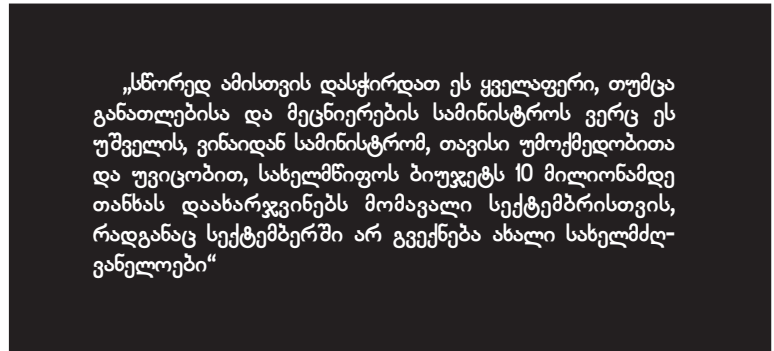 „სწორედ ამისთვის დასჭირდათ ეს ყველაფერი, თუმცა
განათლებისა და მეცნიერების სამინისტროს ვერც ეს
უშველის, ვინაიდან სამინისტრომ, თავისი უმოქმედობითა
და უვიცობით, სახელმწიფოს ბიუჯეტს 10 მილიონამდე
თანხას დაახარჯვინებს მომავალი სექტემბრისთვის,
რადგანაც სექტემბერში არ გვექნება ახალი სახელმძღ-
ვანელოები“